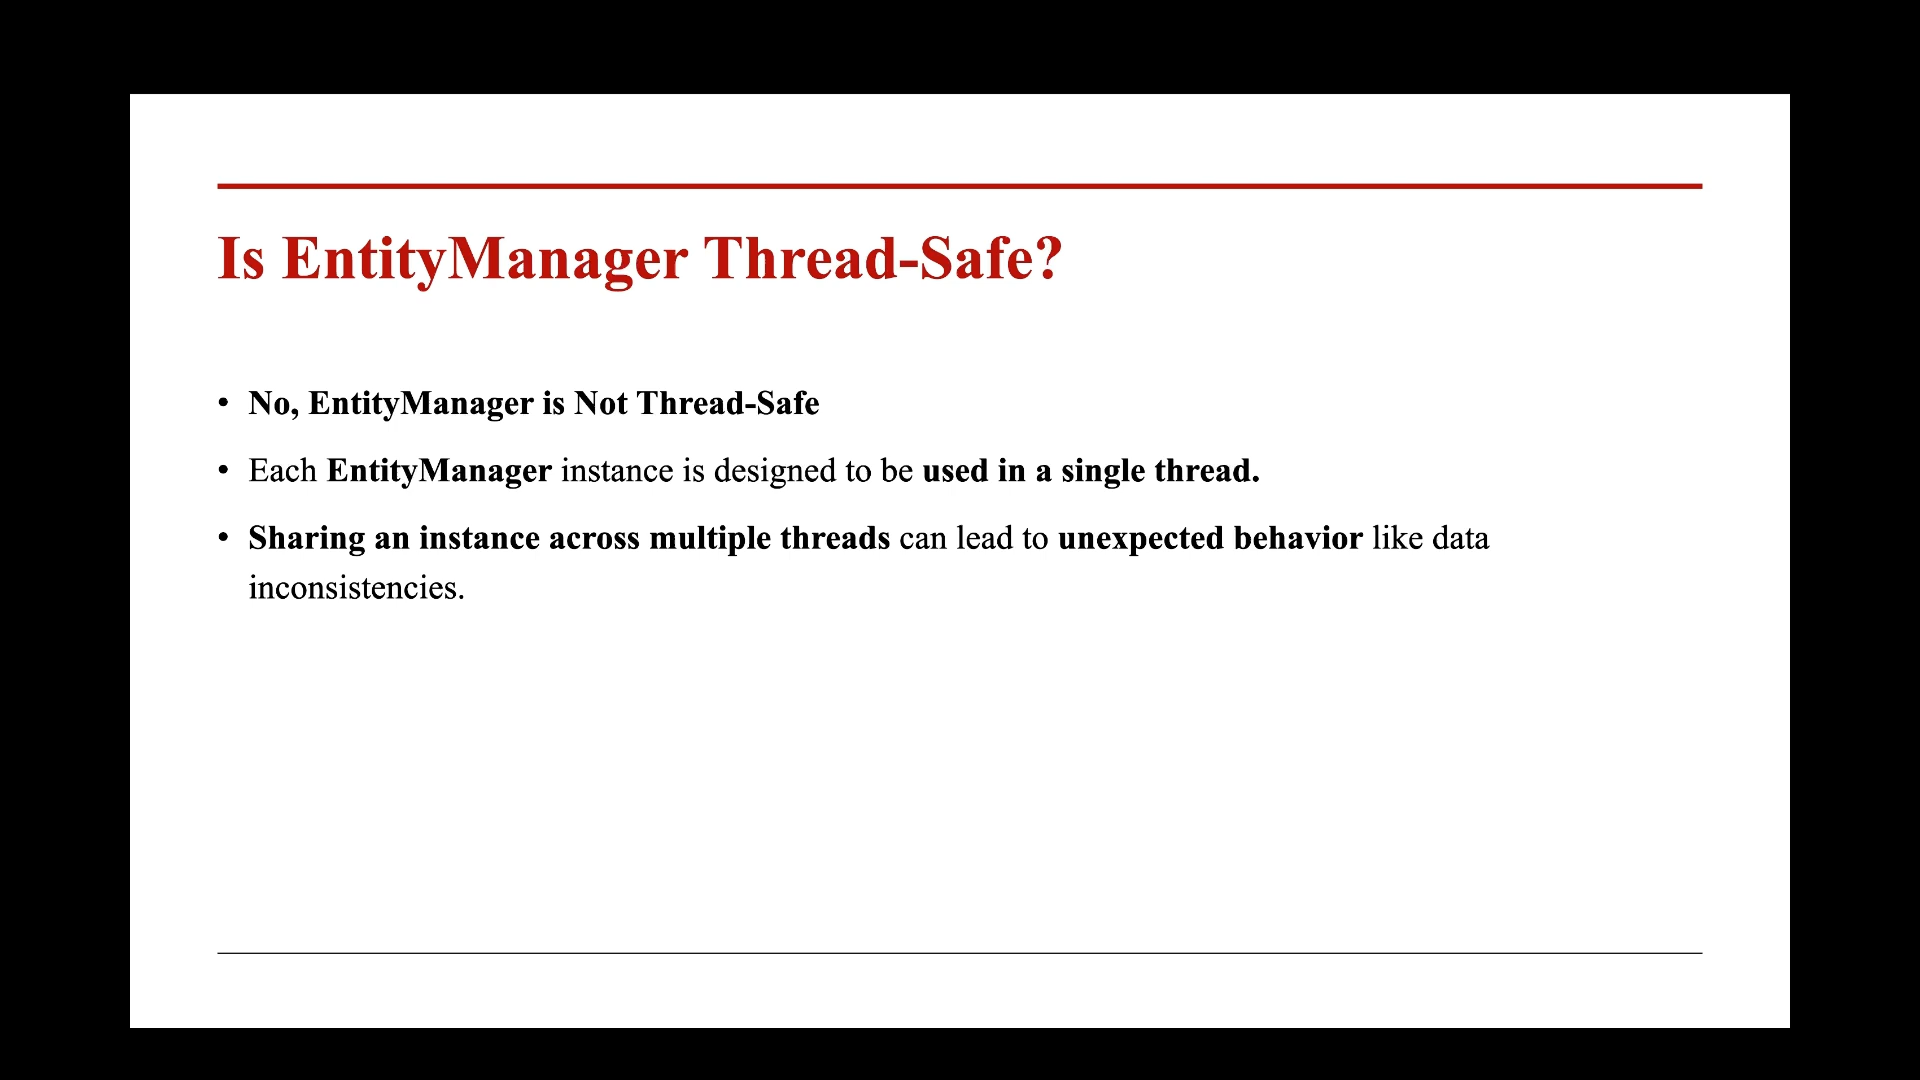 Is EntityManager Thread-Safe?
• No, EntityManager is Not Thread-Safe
• Each EntityManager instance is designed to be used in a single thread.
• Sharing an instance across multiple threads can lead to unexpected behavior like data
inconsistencies.